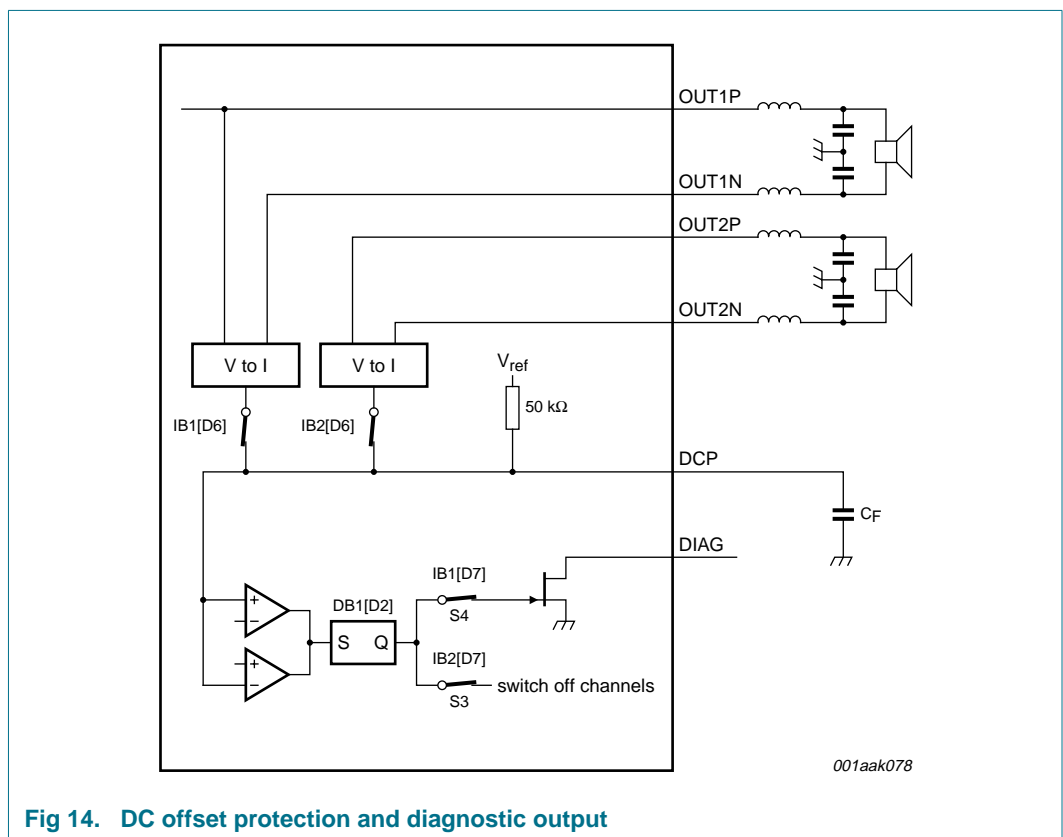 OUT1P
OUT1N
OUT2P
OUT2N
V to I
V to I
Vref
50 kΩ
IB1[D6]
IB2[D6]
DCP
CF
DIAG
IB1[D7]
DB1[D2]
+
−
S4
S Q
IB2[D7]
+
−
switch off channels
S3
001aak078
Fig 14. DC offset protection and diagnostic output